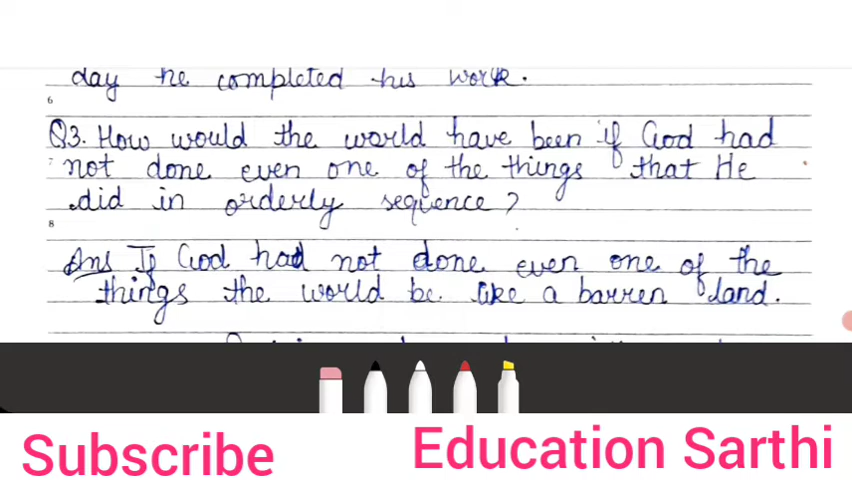 day he completed his work.
6
Q3. How would the world have been if God had
not done even one of the things that He
did in orderly sequence?
8
Ans If God had not done even one of the
things the world be like a barren land.
Subscribe
Education Sarthi